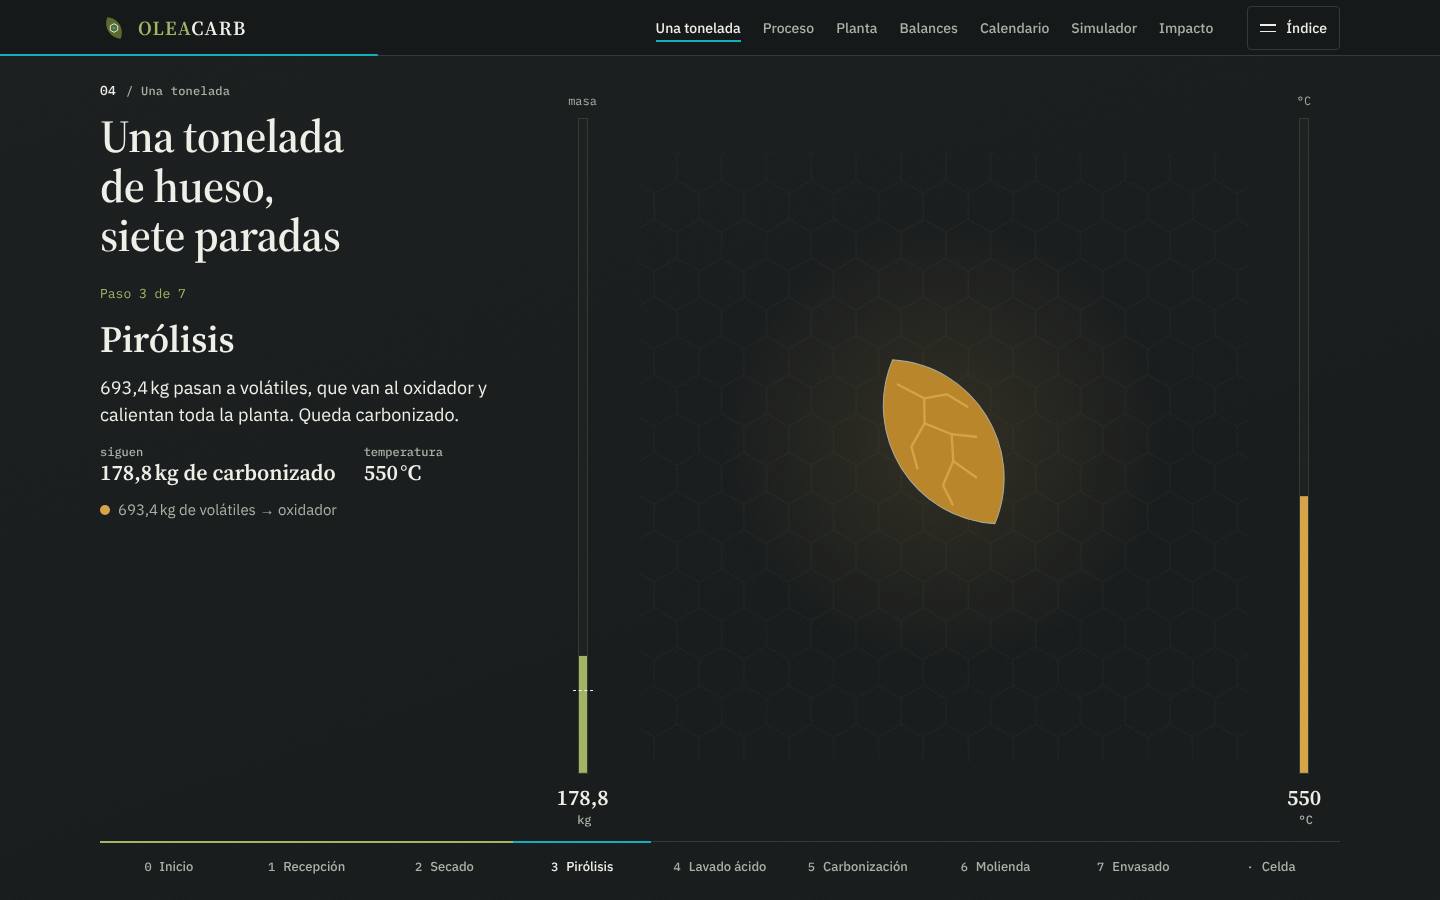 OLEACARB
Una tonelada
Proceso
Planta
Balances
Calendario
Simulador
Impacto
Índice
04 / Una tonelada
Una tonelada
de hueso,
siete paradas
Paso 3 de 7
Pirólisis
693,4 kg pasan a volátiles, que van al oxidador y
calientan toda la planta. Queda carbonizado.
siguen
178,8 kg de carbonizado
temperatura
550 °C
693,4 kg de volátiles → oxidador
masa
178,8
kg
°C
550
°C
0 Inicio
1 Recepción
2 Secado
3 Pirólisis
4 Lavado ácido
5 Carbonización
6 Molienda
7 Envasado
· Celda